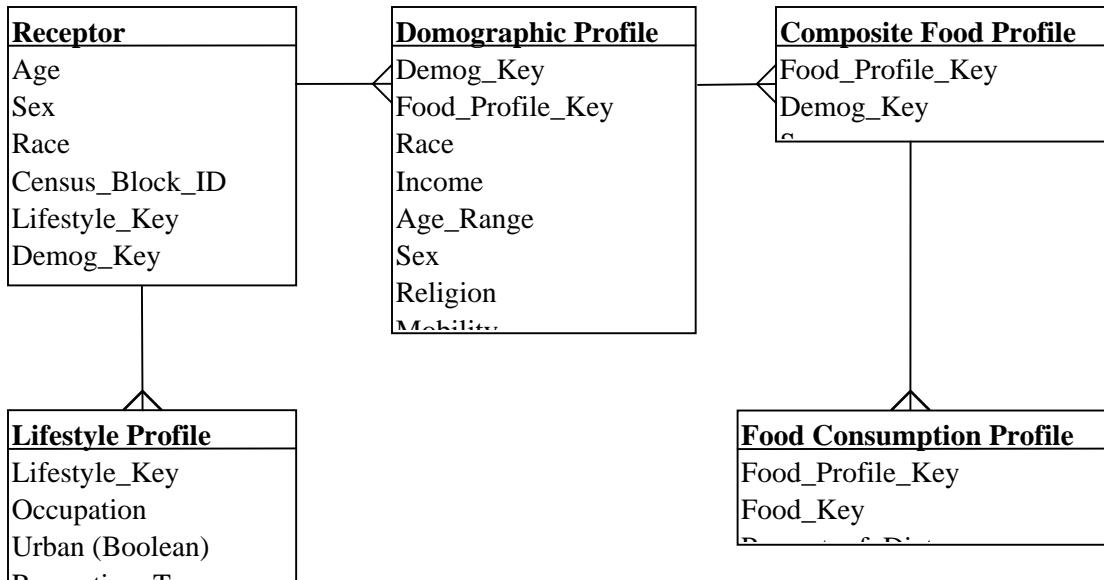 Receptor
Age
Sex
Race
Census_Block_ID
Lifestyle_Key
Demog_Key
Domographic Profile
Demog_Key
Food_Profile_Key
Race
Income
Age_Range
Sex
Religion
Mobility
Composite Food Profile
Food_Profile_Key
Demog_Key
Lifestyle Profile
Lifestyle_Key
Occupation
Urban (Boolean)
Food Consumption Profile
Food_Profile_Key
Food_Key